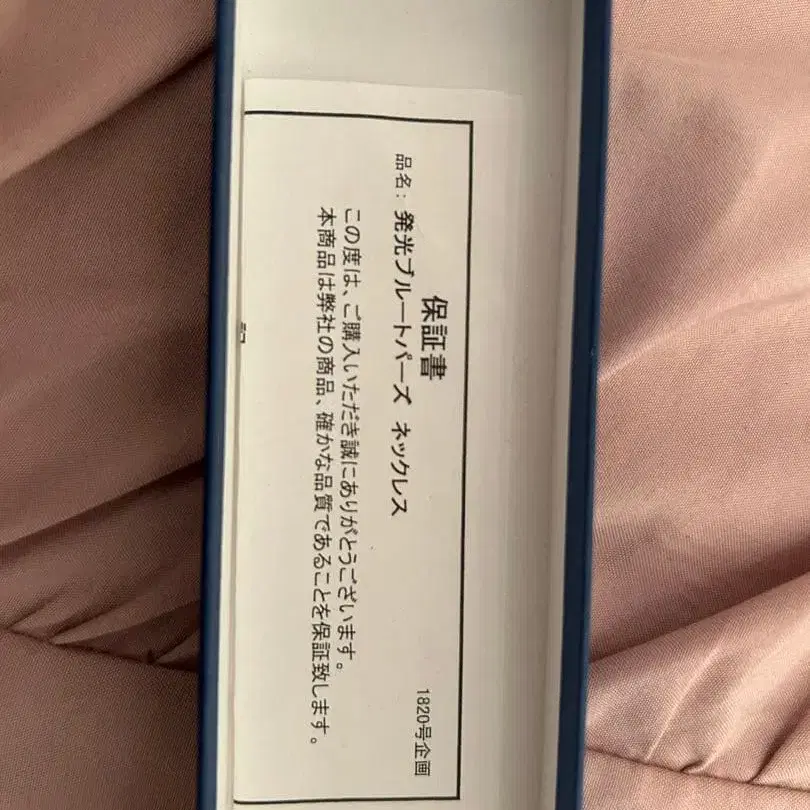 保証書
1820号企画
品名：発光ブルートパーズ ネックレス
この度は、ご購入いただき誠にありがとうございます。
本商品は弊社の商品、確かな品質であることを保証致します。